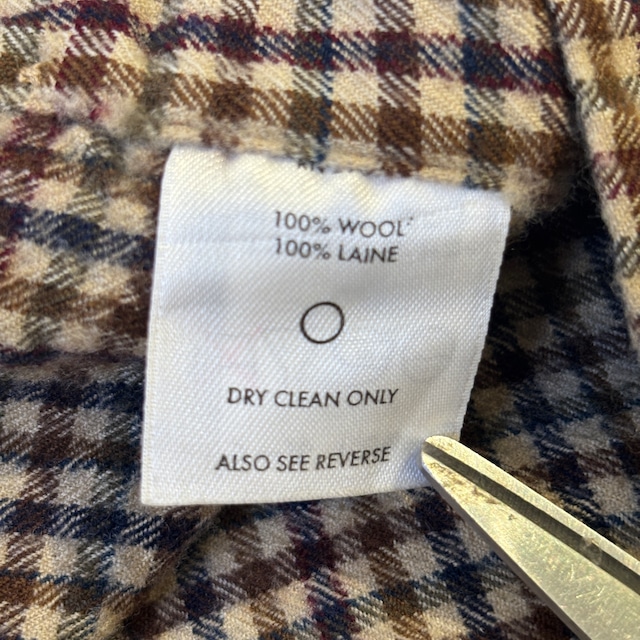 100% WOOL
100% LAINE
DRY CLEAN ONLY
ALSO SEE REVERSE